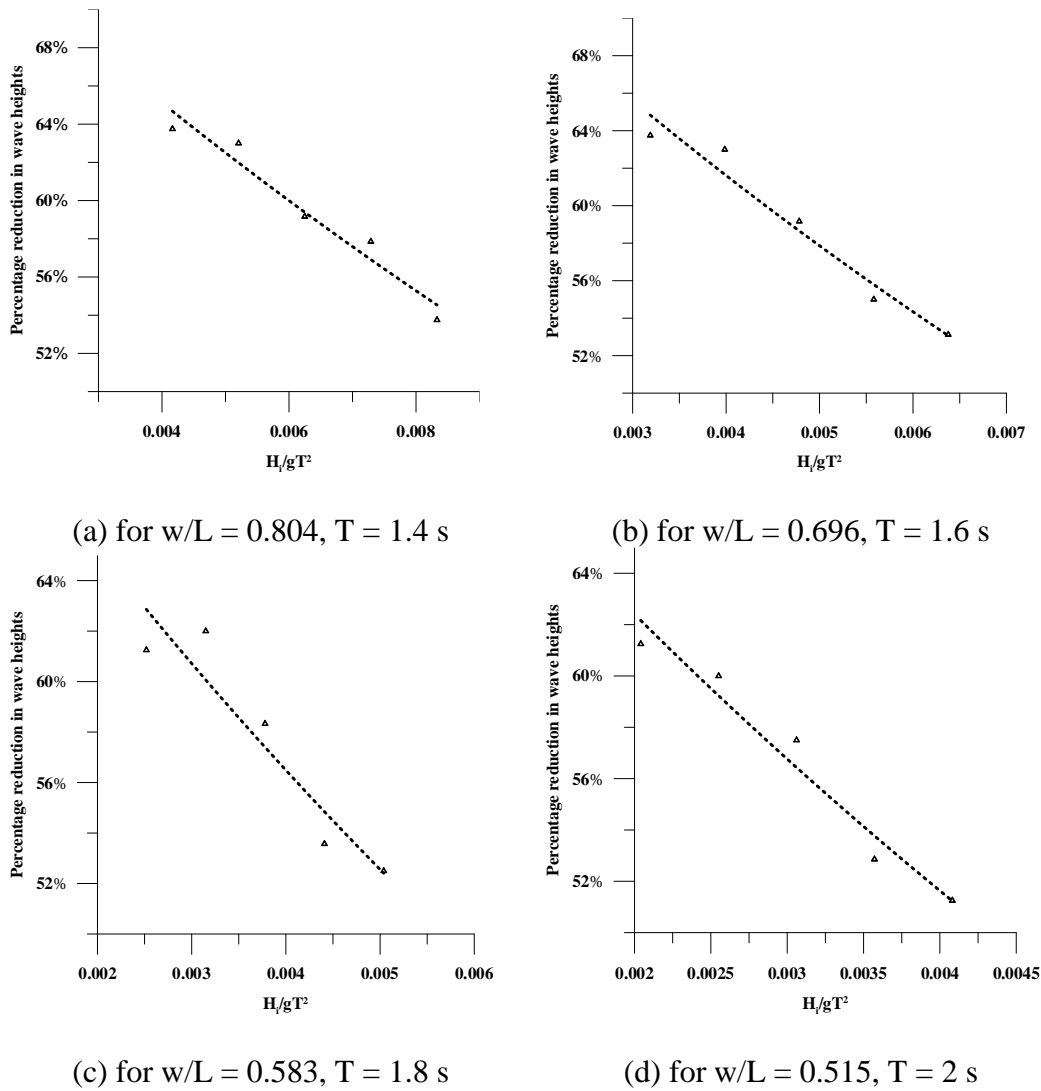 Percentage reduction in wave heights
68%
64%
60%
56%
52%
0.004 0.006 0.008
H_i/gT²
(a) for w/L = 0.804, T = 1.4 s
Percentage reduction in wave heights
68%
64%
60%
56%
52%
0.003 0.004 0.005 0.006 0.007
H_i/gT²
(b) for w/L = 0.696, T = 1.6 s
Percentage reduction in wave heights
64%
60%
56%
52%
0.002 0.003 0.004 0.005 0.006
H_i/gT²
(c) for w/L = 0.583, T = 1.8 s
Percentage reduction in wave heights
64%
60%
56%
52%
0.002 0.0025 0.003 0.0035 0.004 0.0045
H_i/gT²
(d) for w/L = 0.515, T = 2 s